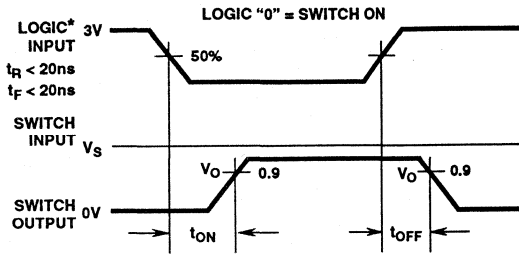 LOGIC "0" = SWITCH ON
LOGIC* INPUT 3V
tR < 20ns
tF < 20ns
50%
SWITCH INPUT VS
VO 0.9
VO 0.9
SWITCH OUTPUT 0V
tON
tOFF